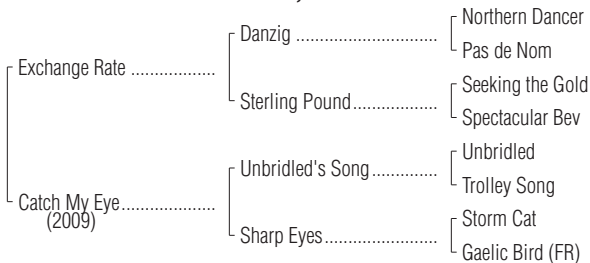 Northern Dancer
Danzig ................................
Pas de Nom
Exchange Rate ...................
Seeking the Gold
Sterling Pound...................
Spectacular Bev
Unbridled
Unbridled's Song...............
Trolley Song
Catch My Eye.....................
(2009)
Storm Cat
Sharp Eyes.........................
Gaelic Bird (FR)